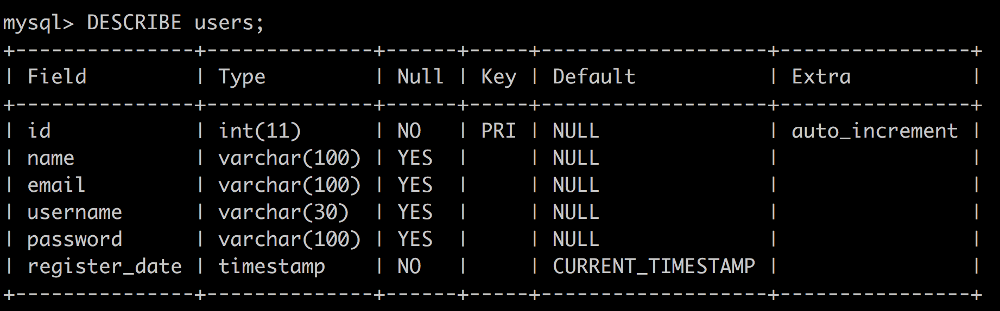 mysql> DESCRIBE users;
+---------------+--------------+------+-----+-------------------+----------------+
| Field         | Type         | Null | Key | Default           | Extra          |
+---------------+--------------+------+-----+-------------------+----------------+
| id            | int(11)      | NO   | PRI | NULL              | auto_increment |
| name          | varchar(100) | YES  |     | NULL              |                |
| email         | varchar(100) | YES  |     | NULL              |                |
| username      | varchar(30)  | YES  |     | NULL              |                |
| password      | varchar(100) | YES  |     | NULL              |                |
| register_date | timestamp    | NO   |     | CURRENT_TIMESTAMP |                |
+---------------+--------------+------+-----+-------------------+----------------+